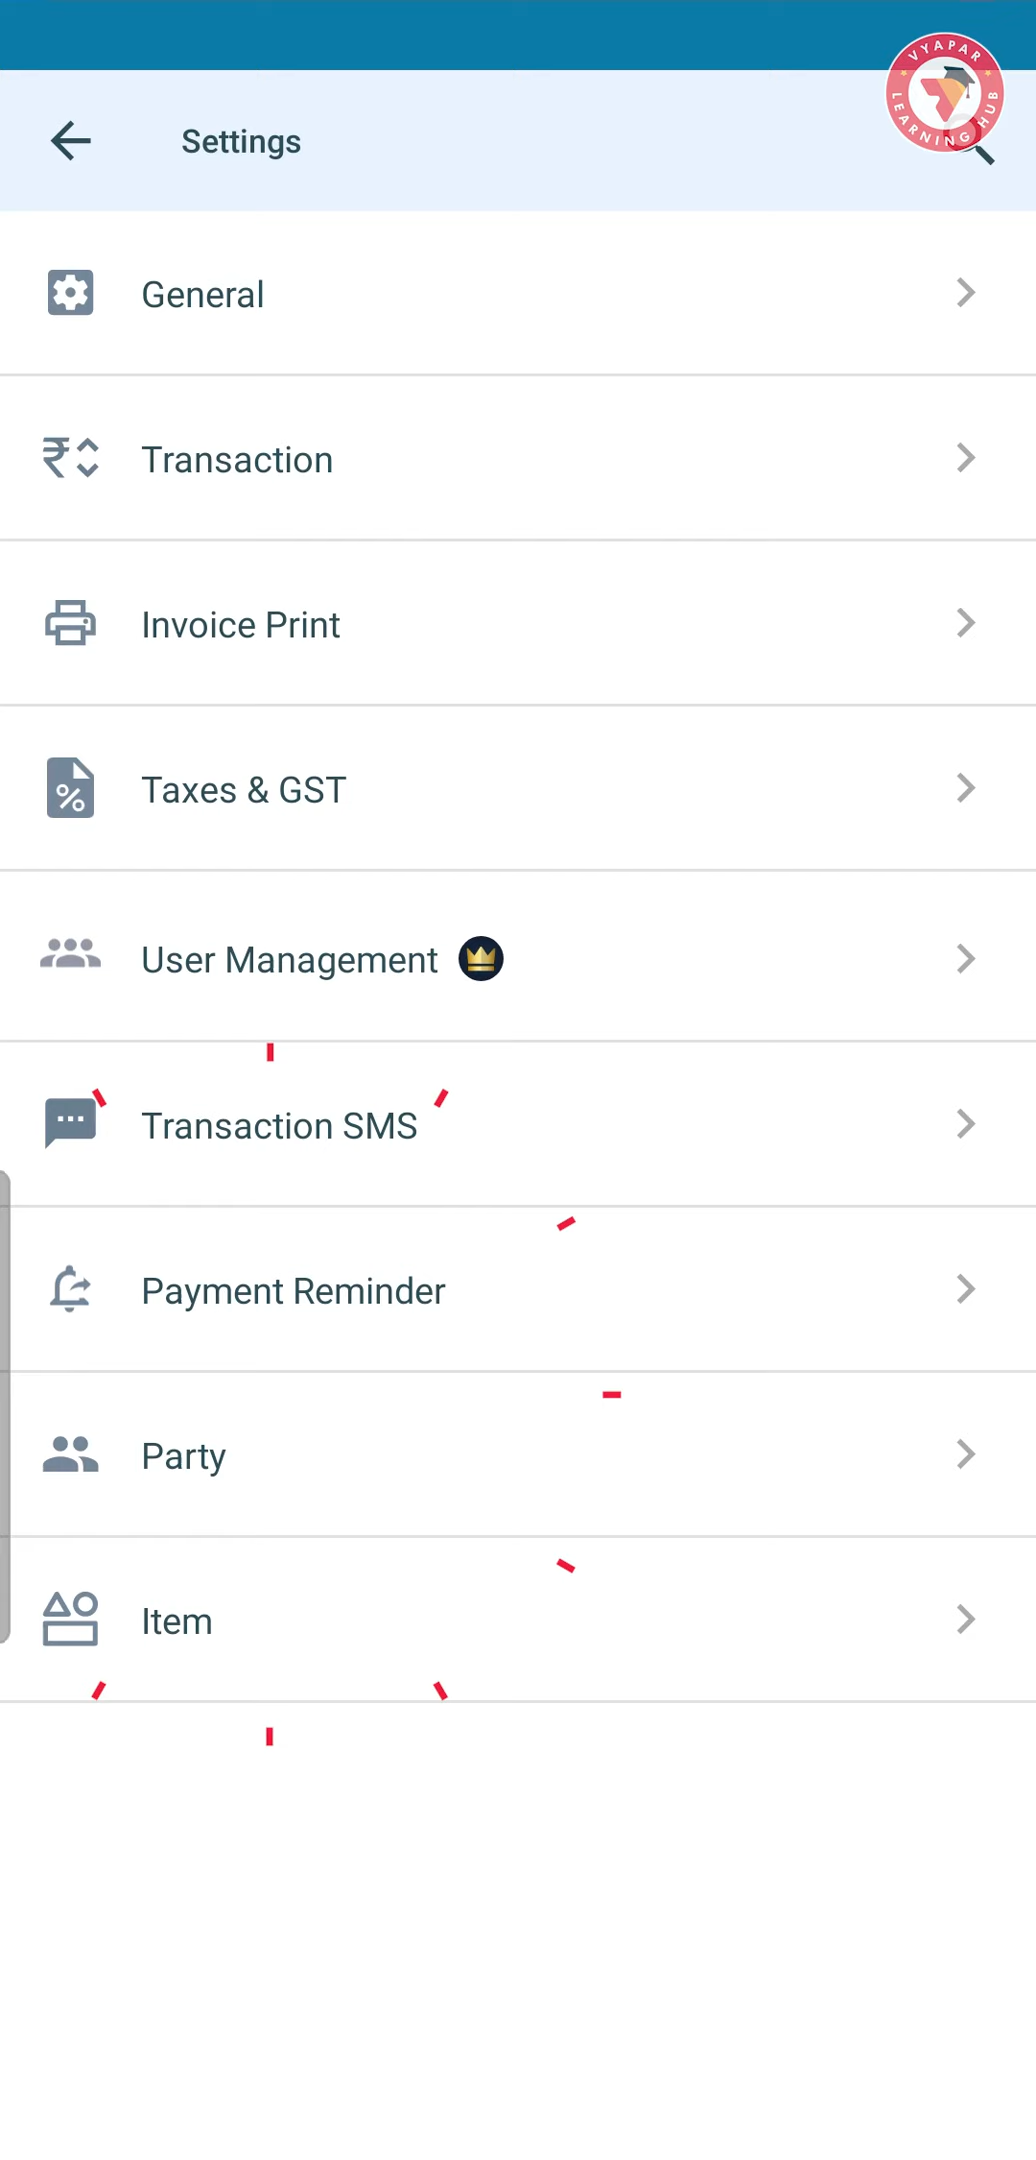 VYAPAR
LEARNING HUB
Settings
General
Transaction
Invoice Print
Taxes & GST
User Management
Transaction SMS
Payment Reminder
Party
Item